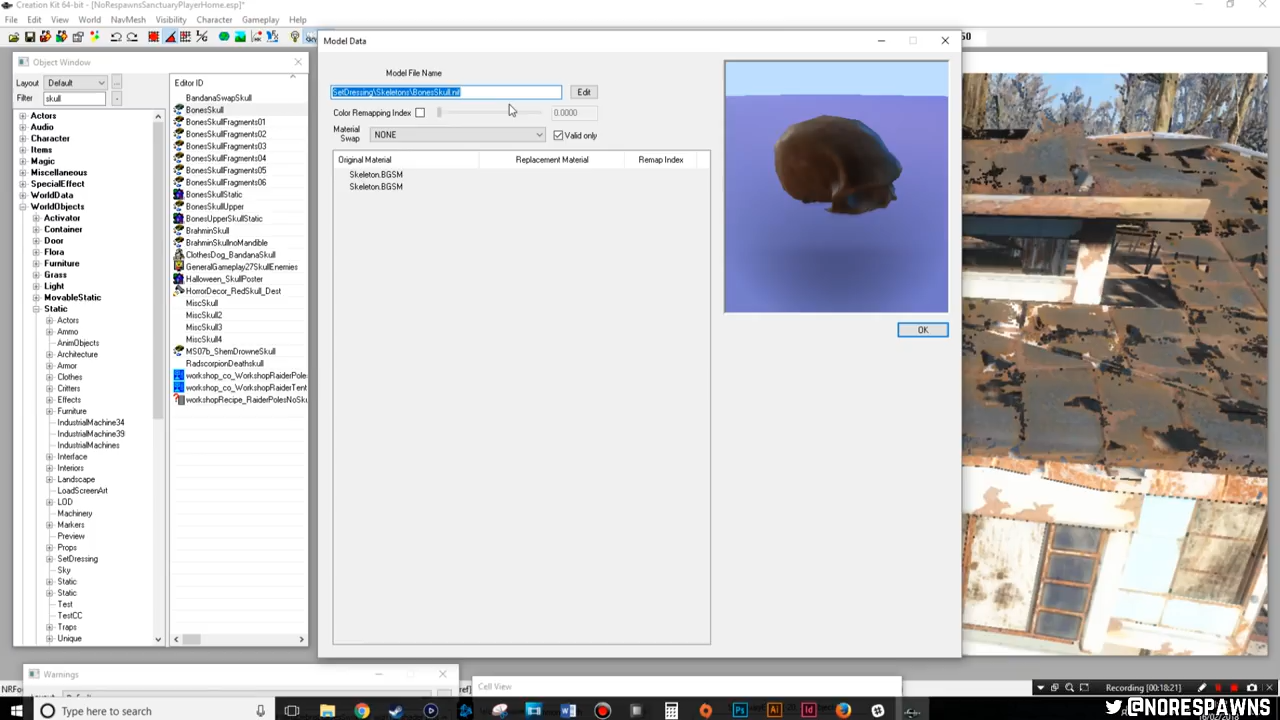 Creation Kit 64-bit - [NoRespawnsSanctuaryPlayerHome.esp]*
File Edit View World NavMesh Visibility Character Gameplay Help
Object Window
Layout Default ...
Filter skull
Actors
Audio
Character
Items
Magic
Miscellaneous
SpecialEffect
WorldData
WorldObjects
Activator
Container
Door
Flora
Furniture
Grass
Light
MovableStatic
Static
Actors
Ammo
AnimObjects
Architecture
Armor
Clothes
Critters
Effects
Furniture
IndustrialMachine34
IndustrialMachine39
IndustrialMachines
Interface
Interiors
Landscape
LoadScreenArt
LOD
Machinery
Markers
Preview
Props
SetDressing
Sky
Static
Static
Test
TestCC
Traps
Unique
Editor ID
BandanaSwapSkull
BonesSkull
BonesSkullFragments01
BonesSkullFragments02
BonesSkullFragments03
BonesSkullFragments04
BonesSkullFragments05
BonesSkullFragments06
BonesSkullStatic
BonesSkullUpper
BonesUpperSkullStatic
BrahminSkull
BrahminSkullnoMandible
ClothesDog_BandanaSkull
GeneralGameplay27SkullEnemies
Halloween_SkullPoster
HorrorDecor_RedSkull_Dest
MiscSkull
MiscSkull2
MiscSkull3
MiscSkull4
MS07b_ShemDrowneSkull
RadscorpionDeathskull
workshop_co_WorkshopRaiderPoles
workshop_co_WorkshopRaiderTent
workshopRecipe_RaiderPolesNoSku
Model Data
Model File Name
SetDressing\Skeletons\BonesSkull.nif
Edit
Color Remapping Index 0.0000
Material Swap NONE Valid only
Original Material Replacement Material Remap Index
Skeleton.BGSM
Skeleton.BGSM
OK
Warnings
Cell View
Recording [00:18:21]
Type here to search
@NORESPAWNS